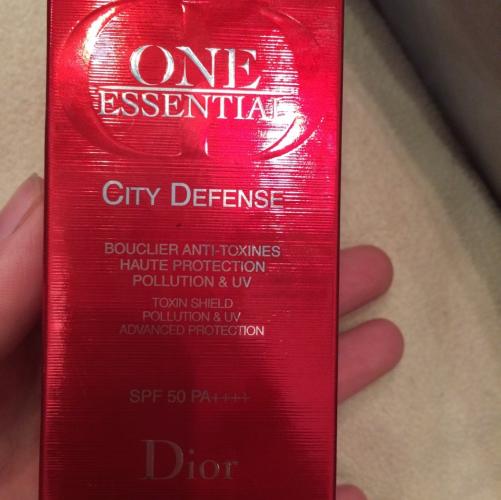 ONE
ESSENTIAL
CITY DEFENSE
BOUCLIER ANTI-TOXINES
HAUTE PROTECTION
POLLUTION & UV
TOXIN SHIELD
POLLUTION & UV
ADVANCED PROTECTION
SPF 50 PA++++
Dior